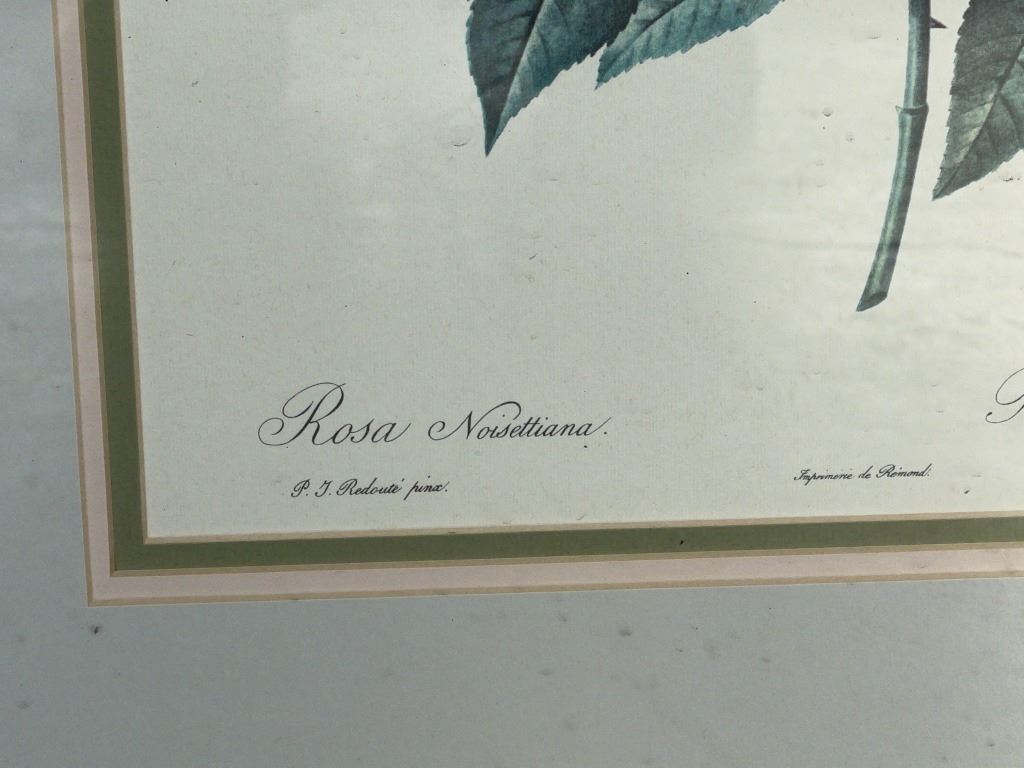 Rosa Noisettiana.
P. J. Redouté pinx.
Imprimerie de Rémond.